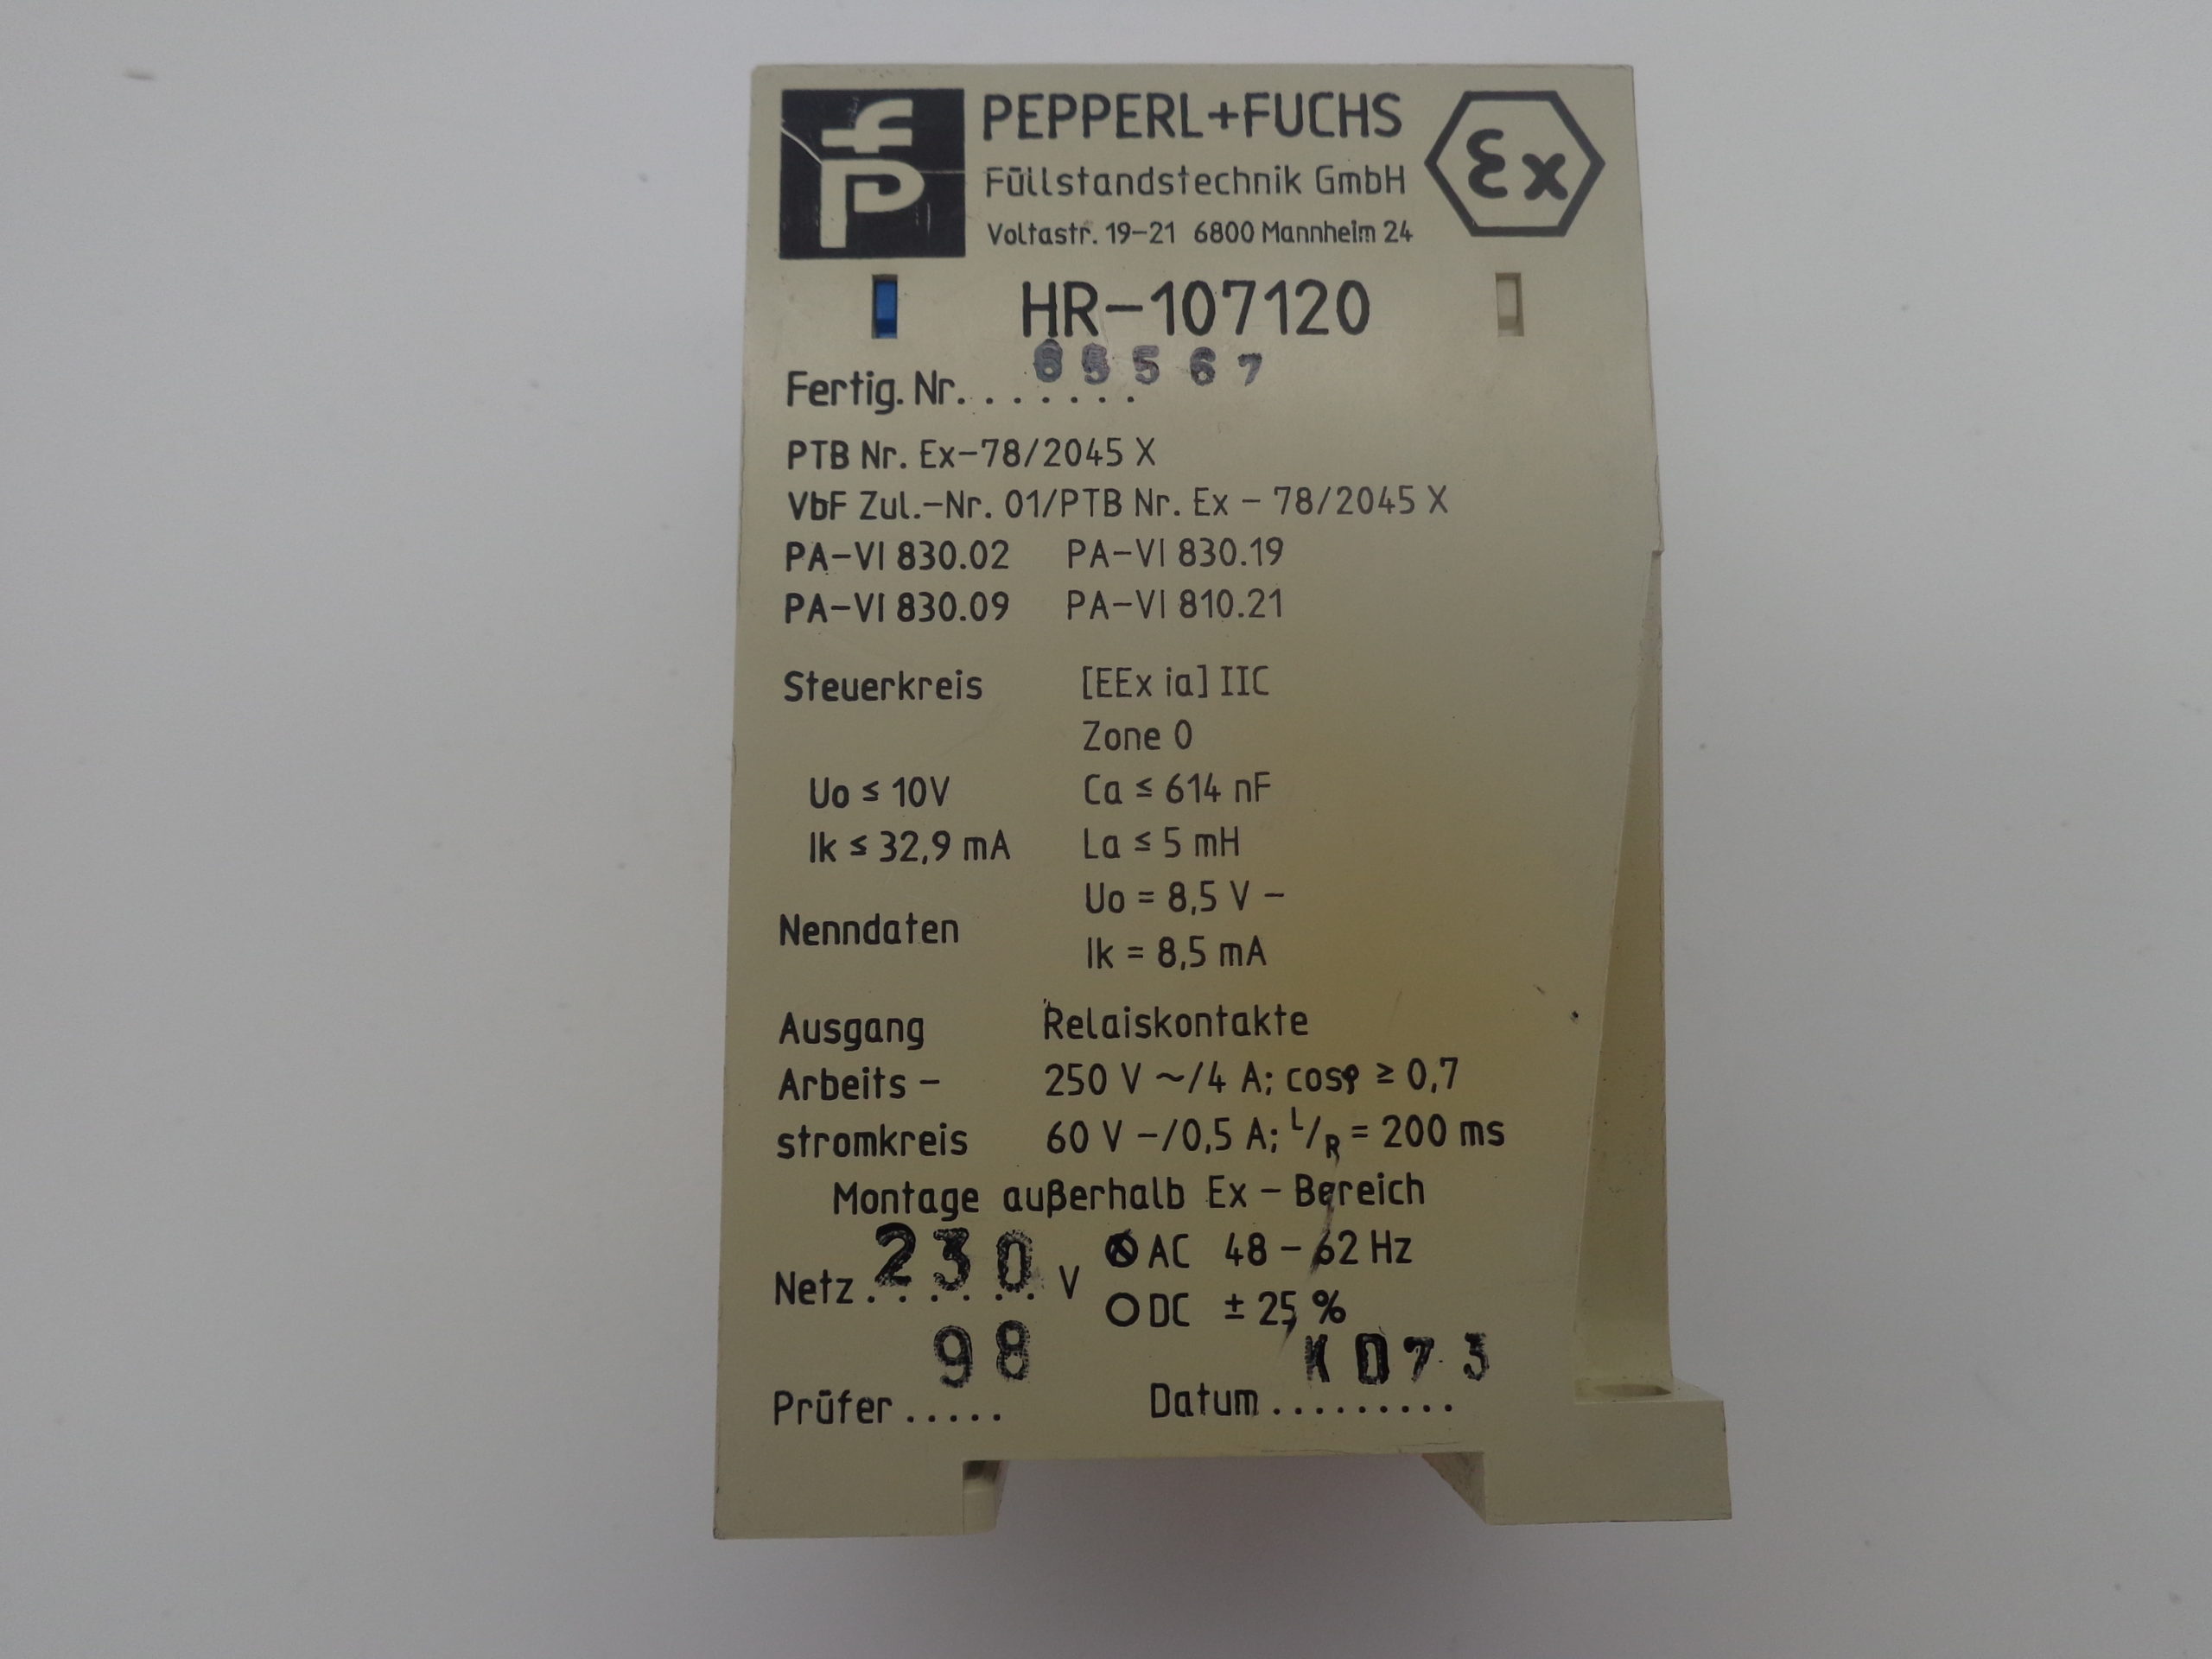 PEPPERL+FUCHS
Füllstandstechnik GmbH
Voltastr. 19-21 6800 Mannheim 24
Ex
HR-107120
Fertig. Nr. ....... 567
PTB Nr. Ex-78/2045 X
VbF Zul.-Nr. 01/PTB Nr. Ex - 78/2045 X
PA-VI 830.02 PA-VI 830.19
PA-VI 830.09 PA-VI 810.21
Steuerkreis [EEx ia] IIC
Zone 0
Uo ≤ 10V Ca ≤ 614 nF
Ik ≤ 32,9 mA La ≤ 5 mH
Uo = 8,5 V -
Nenndaten
Ik = 8,5 mA
Ausgang Relaiskontakte
Arbeits- 250 V ~/4 A; cosφ ≥ 0,7
stromkreis 60 V -/0,5 A; L/R = 200 ms
Montage außerhalb Ex - Bereich
Netz 230 V AC 48 - 62 Hz
DC ± 25 %
Prüfer 98 Datum